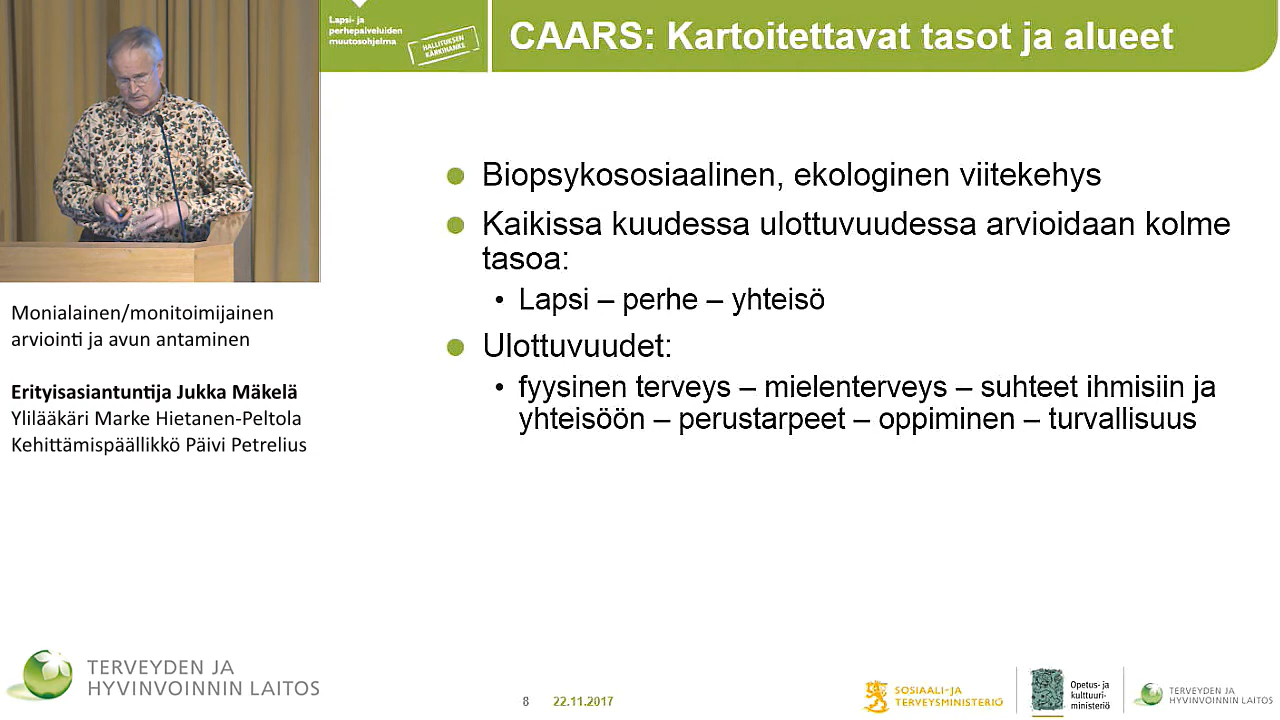 Lapsi- ja
perhepalveluiden
muutosohjelma
HALLITUKSEN
KÄRKIHANKE
CAARS: Kartoitettavat tasot ja alueet
Biopsykososiaalinen, ekologinen viitekehys
Kaikissa kuudessa ulottuvuudessa arvioidaan kolme
tasoa:
Lapsi – perhe – yhteisö
Ulottuvuudet:
fyysinen terveys – mielenterveys – suhteet ihmisiin ja
yhteisöön – perustarpeet – oppiminen – turvallisuus
Monialainen/monitoimijainen
arviointi ja avun antaminen
Erityisasiantuntija Jukka Mäkelä
Ylilääkäri Marke Hietanen-Peltola
Kehittämispäällikkö Päivi Petrelius
TERVEYDEN JA
HYVINVOINNIN LAITOS
8 22.11.2017
SOSIAALI- JA
TERVEYSMINISTERIÖ
Opetus- ja
kulttuuri-
ministeriö
TERVEYDEN JA
HYVINVOINNIN LAITOS